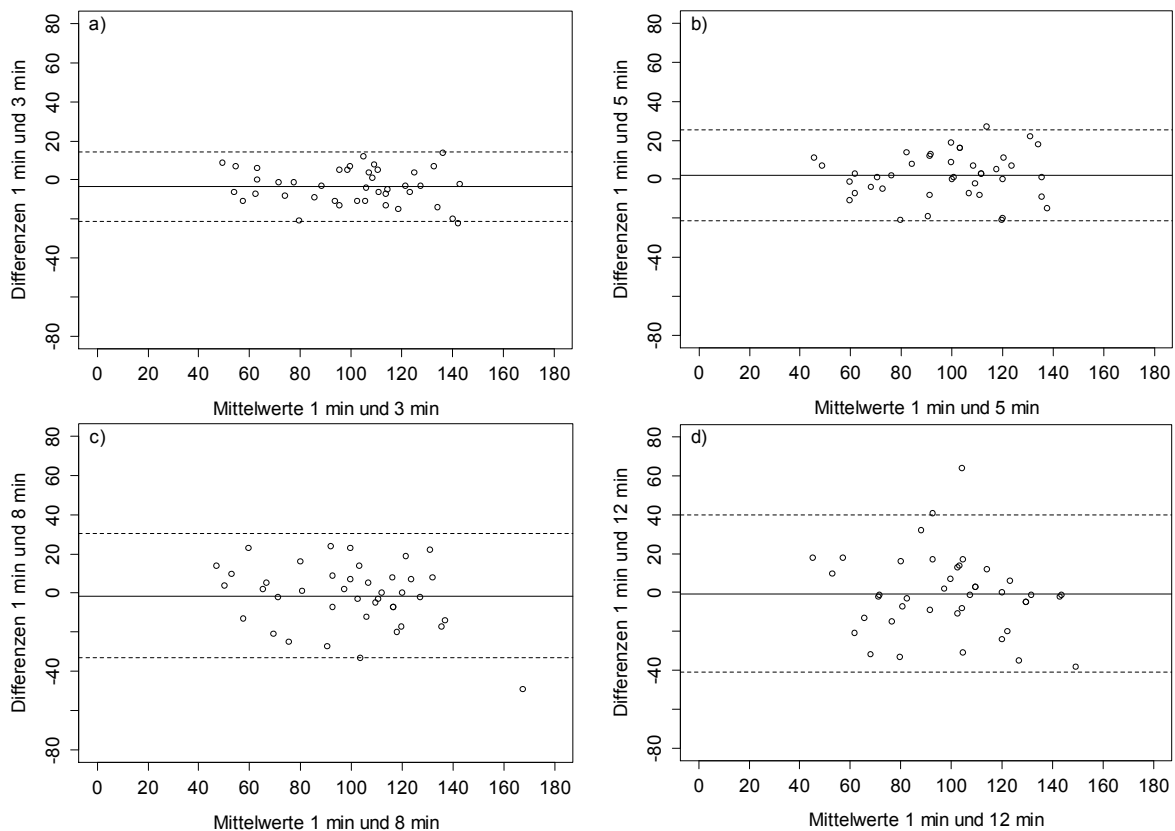 a)
Differenzen 1 min und 3 min
80
60
40
20
0
-40
-80
0 20 40 60 80 100 120 140 160 180
Mittelwerte 1 min und 3 min
b)
Differenzen 1 min und 5 min
80
60
40
20
0
-40
-80
0 20 40 60 80 100 120 140 160 180
Mittelwerte 1 min und 5 min
c)
Differenzen 1 min und 8 min
80
60
40
20
0
-40
-80
0 20 40 60 80 100 120 140 160 180
Mittelwerte 1 min und 8 min
d)
Differenzen 1 min und 12 min
80
60
40
20
0
-40
-80
0 20 40 60 80 100 120 140 160 180
Mittelwerte 1 min und 12 min